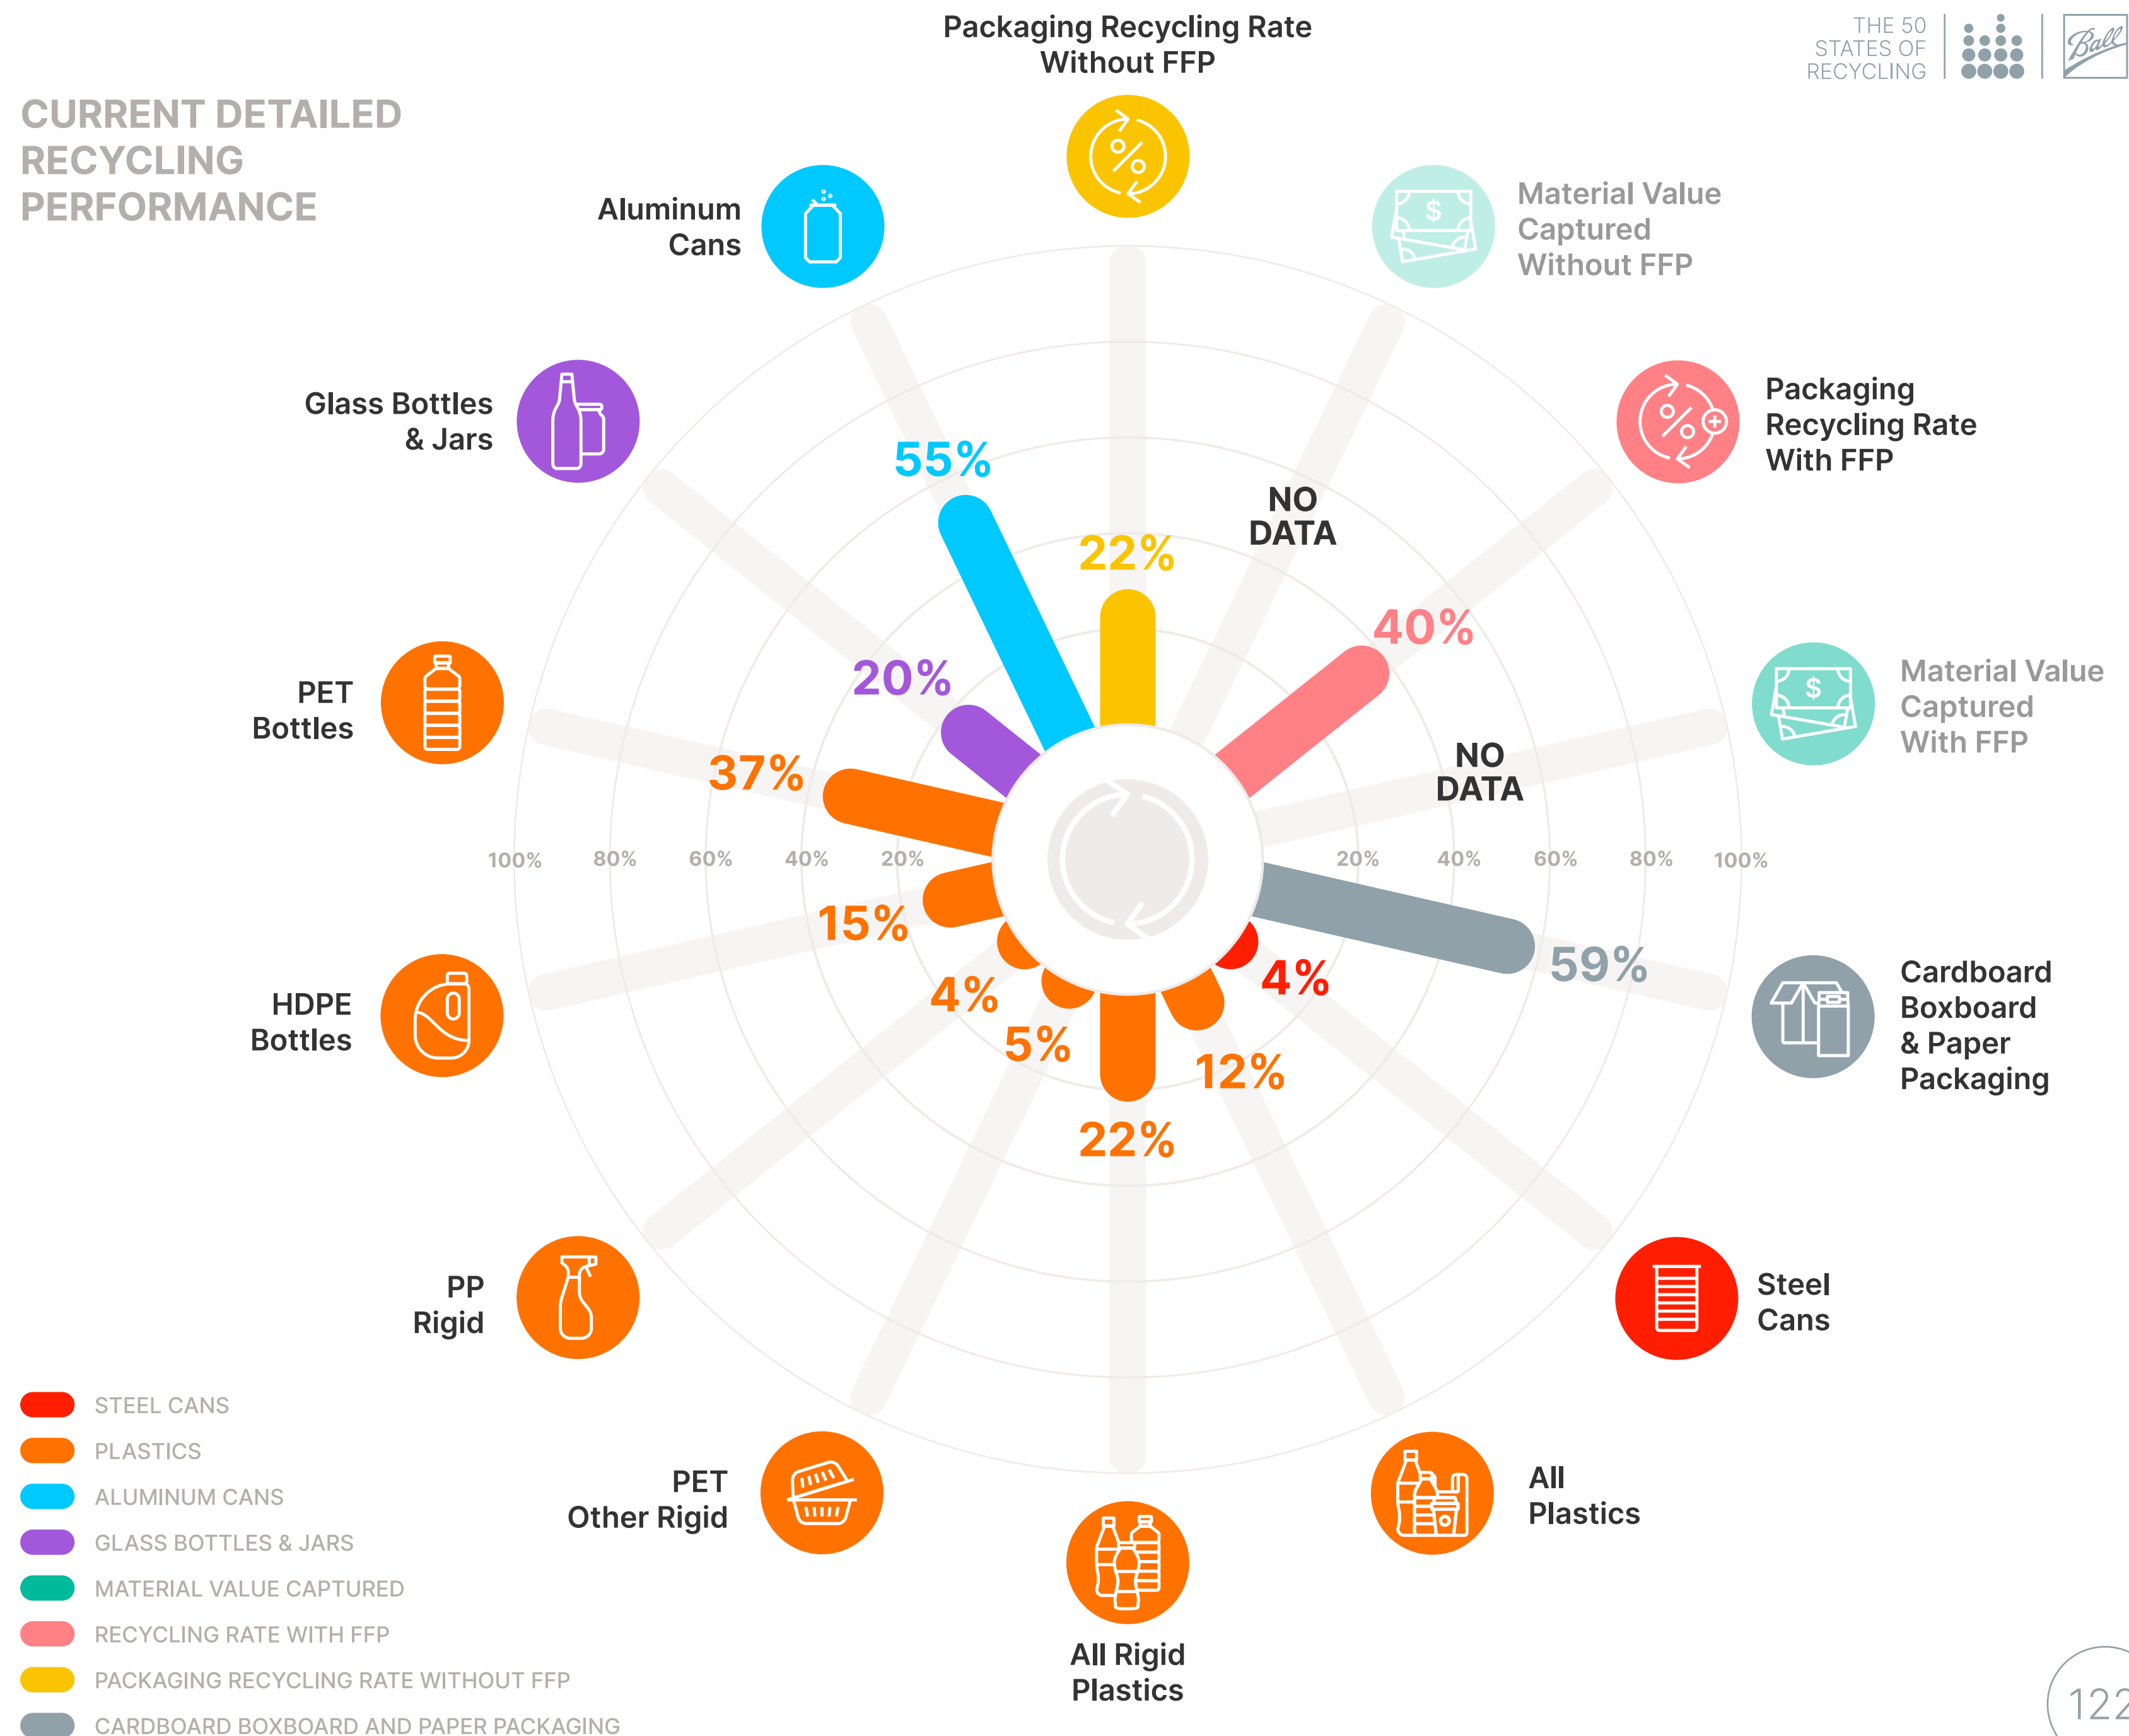 Packaging Recycling Rate
Without FFP
THE 50
STATES OF
RECYCLING
Ball
CURRENT DETAILED
RECYCLING
PERFORMANCE
Aluminum
Cans
Material Value
Captured
Without FFP
Glass Bottles
& Jars
Packaging
Recycling Rate
With FFP
55%
NO
DATA
22%
40%
20%
PET
Bottles
Material Value
Captured
With FFP
37%
NO
DATA
100% 80% 60% 40% 20% 20% 40% 60% 80% 100%
15%
59%
4%
4%
5%
12%
22%
HDPE
Bottles
Cardboard
Boxboard
& Paper
Packaging
PP
Rigid
Steel
Cans
PET
Other Rigid
All
Plastics
All Rigid
Plastics
STEEL CANS
PLASTICS
ALUMINUM CANS
GLASS BOTTLES & JARS
MATERIAL VALUE CAPTURED
RECYCLING RATE WITH FFP
PACKAGING RECYCLING RATE WITHOUT FFP
CARDBOARD BOXBOARD AND PAPER PACKAGING
122